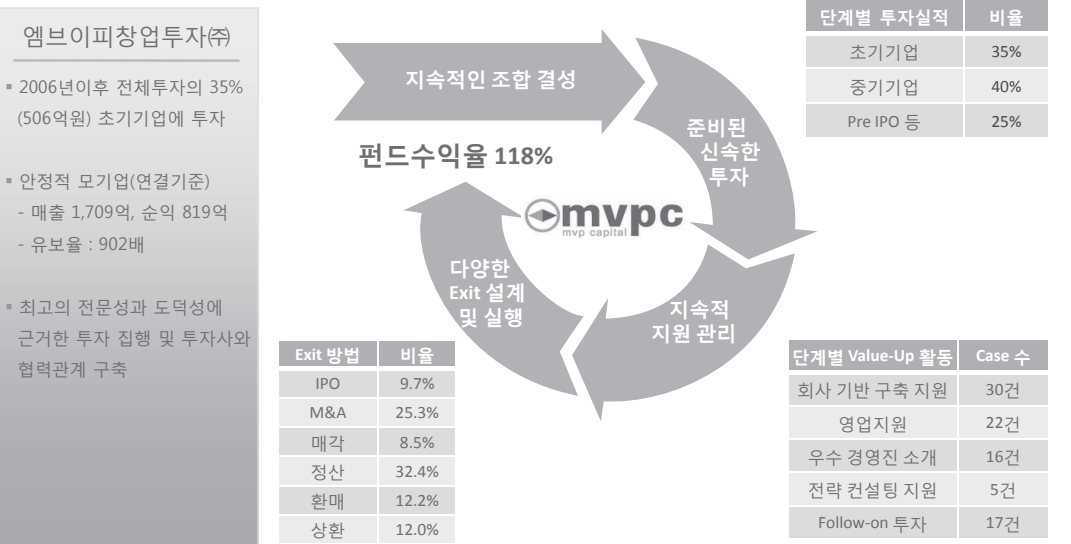 엠브이피창업투자㈜
▪ 2006년이후 전체투자의 35%
(506억원) 초기기업에 투자
▪ 안정적 모기업(연결기준)
- 매출 1,709억, 순익 819억
- 유보율 : 902배
▪ 최고의 전문성과 도덕성에
근거한 투자 집행 및 투자사와
협력관계 구축
지속적인 조합 결성
펀드수익율 118%
준비된
신속한
투자
mvpc
mvp capital
다양한
Exit 설계
및 실행
지속적
지원 관리
단계별 투자실적 비율
초기기업 35%
중기기업 40%
Pre IPO 등 25%
Exit 방법 비율
IPO 9.7%
M&A 25.3%
매각 8.5%
정산 32.4%
환매 12.2%
상환 12.0%
단계별 Value-Up 활동 Case 수
회사 기반 구축 지원 30건
영업지원 22건
우수 경영진 소개 16건
전략 컨설팅 지원 5건
Follow-on 투자 17건